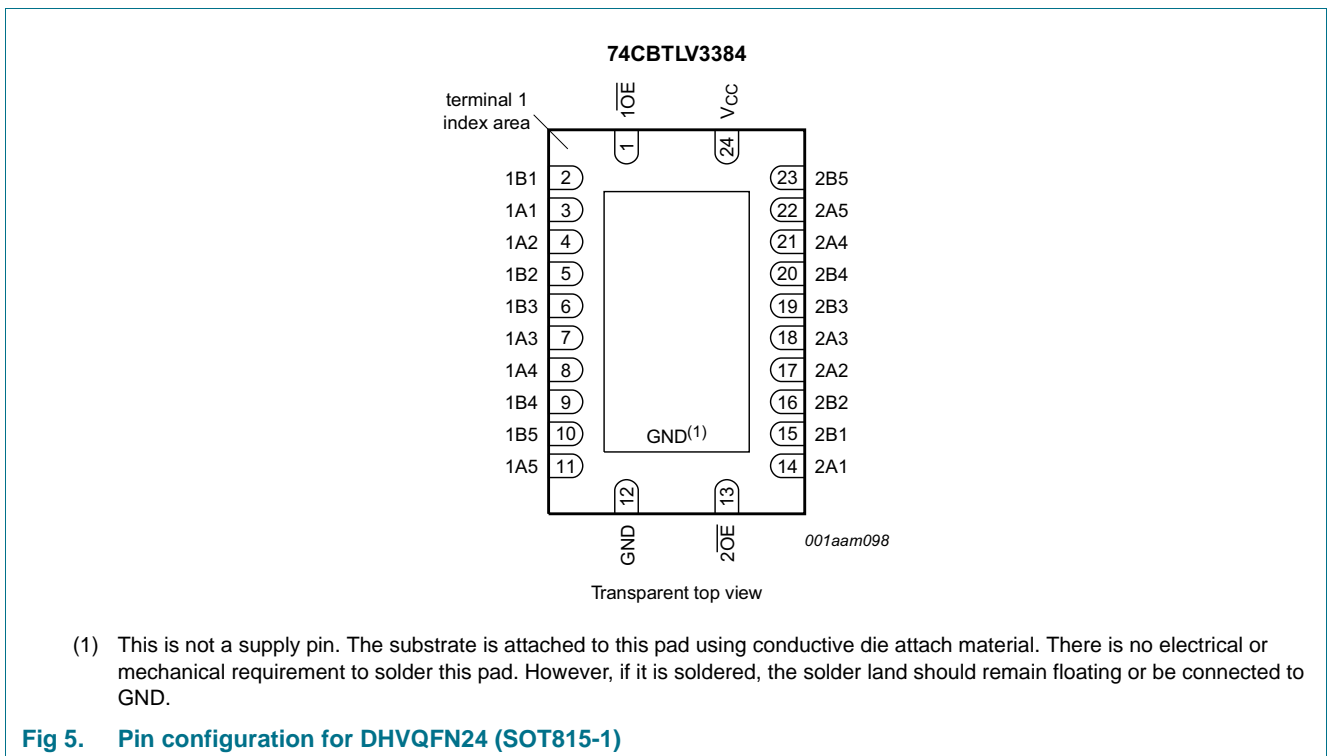 74CBTLV3384
terminal 1
index area
1OE
VCC
1
24
1B1 2
23 2B5
1A1 3
22 2A5
1A2 4
21 2A4
1B2 5
20 2B4
1B3 6
19 2B3
1A3 7
18 2A3
1A4 8
17 2A2
1B4 9
16 2B2
1B5 10
GND(1)
15 2B1
1A5 11
14 2A1
12
13
GND
2OE
001aam098
Transparent top view
(1) This is not a supply pin. The substrate is attached to this pad using conductive die attach material. There is no electrical or
mechanical requirement to solder this pad. However, if it is soldered, the solder land should remain floating or be connected to
GND.
Fig 5. Pin configuration for DHVQFN24 (SOT815-1)